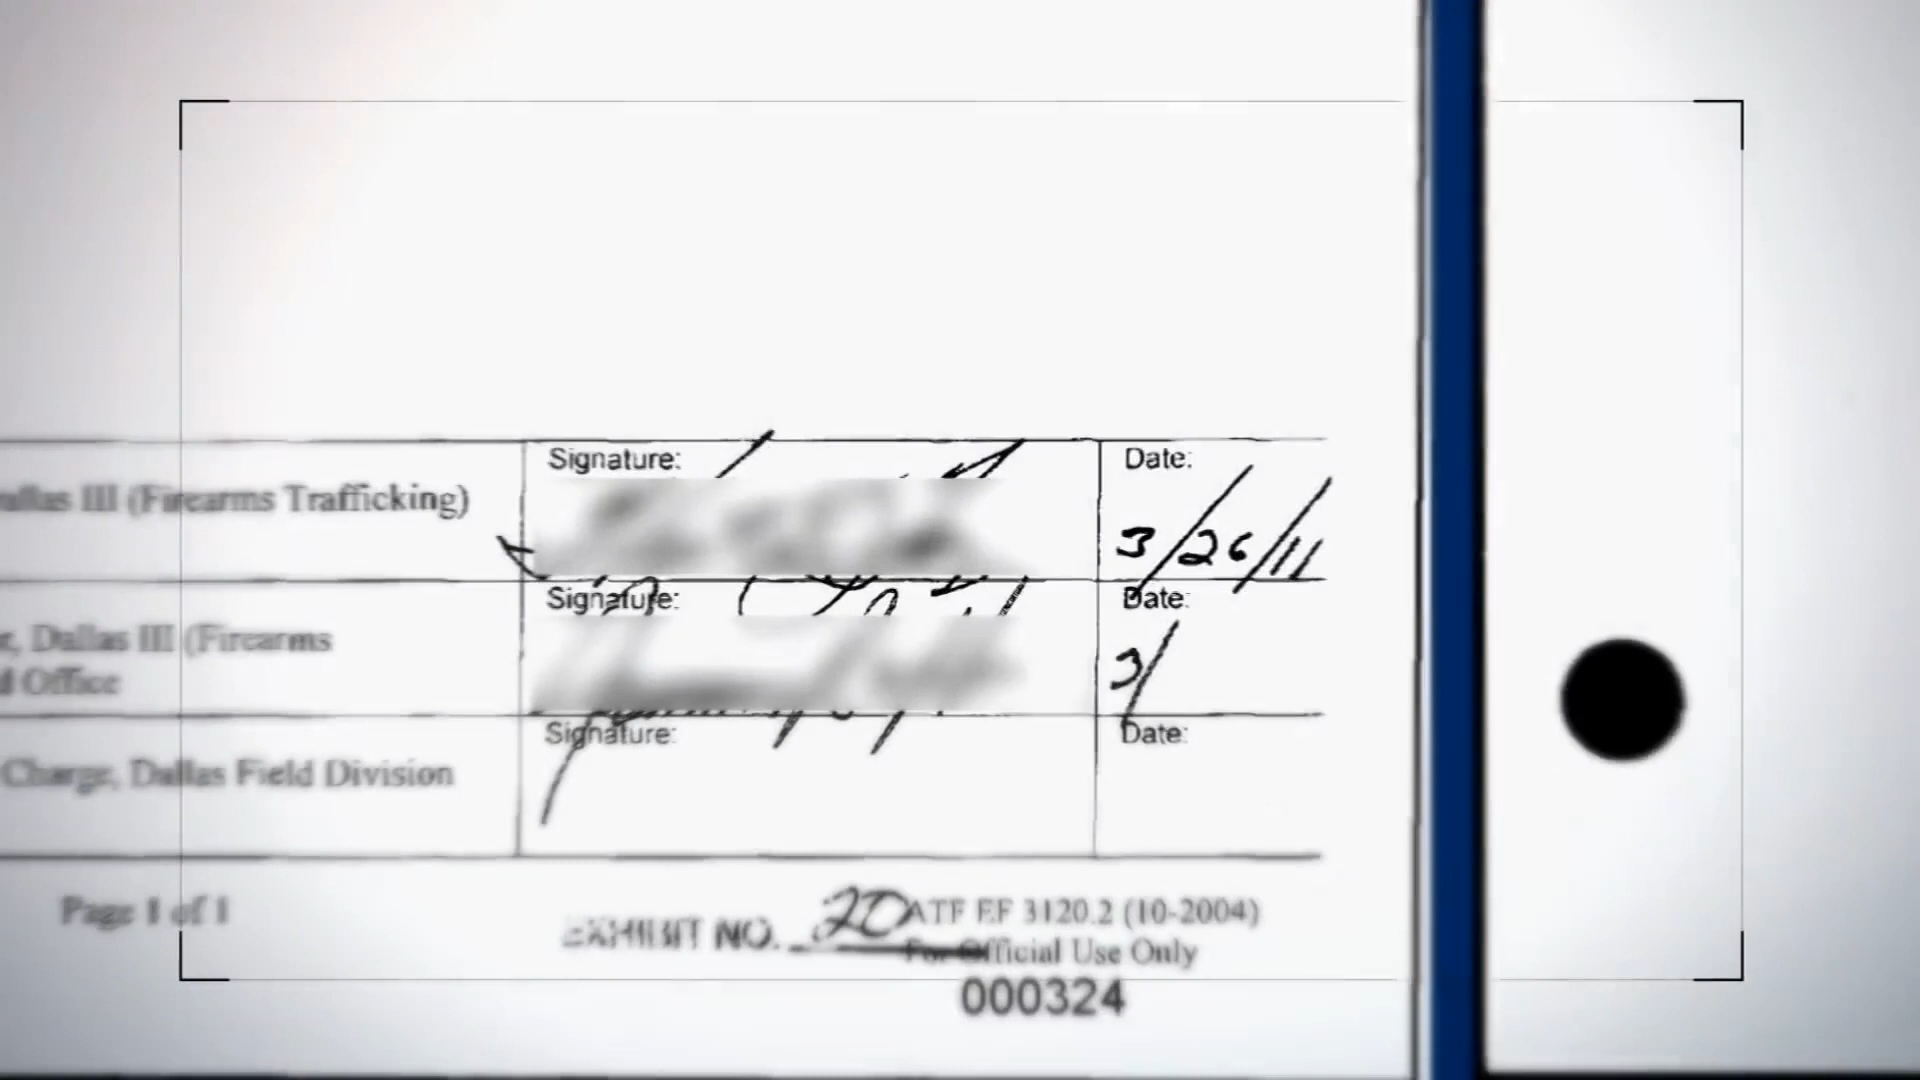 Signature:
Date:
Dallas III (Firearms Trafficking)
3/26/11
Signature:
Date:
, Dallas III (Firearms
Office
3/
Signature:
Date:
Charge, Dallas Field Division
Page 1 of 1
EXHIBIT NO. 20
ATF EF 3120.2 (10-2004)
For Official Use Only
000324